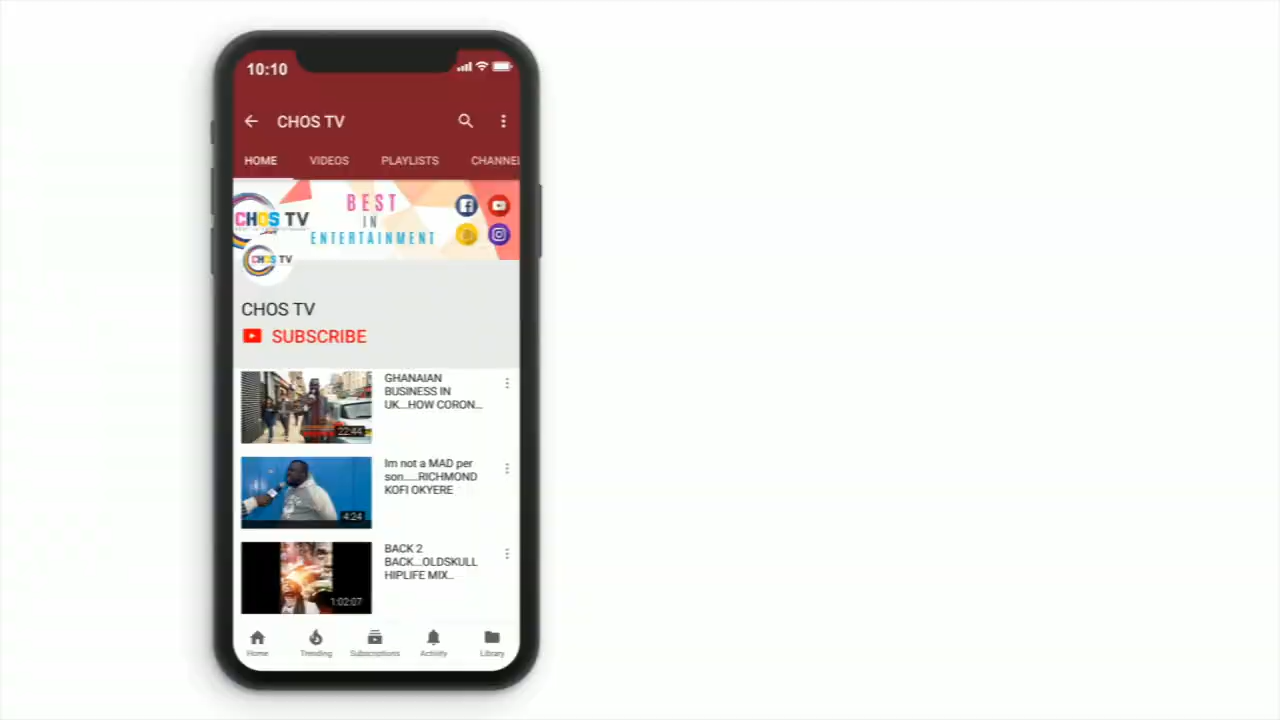 10:10
CHOS TV
HOME VIDEOS PLAYLISTS CHANNEL
CHOS TV
BEST
IN
ENTERTAINMENT
CHOS TV
CHOS TV
SUBSCRIBE
GHANAIAN
BUSINESS IN
UK...HOW CORON...
22:44
Im not a MAD per
son.....RICHMOND
KOFI OKYERE
4:24
BACK 2
BACK...OLDSKULL
HIPLIFE MIX...
1:02:07
Home Trending Subscriptions Activity Library